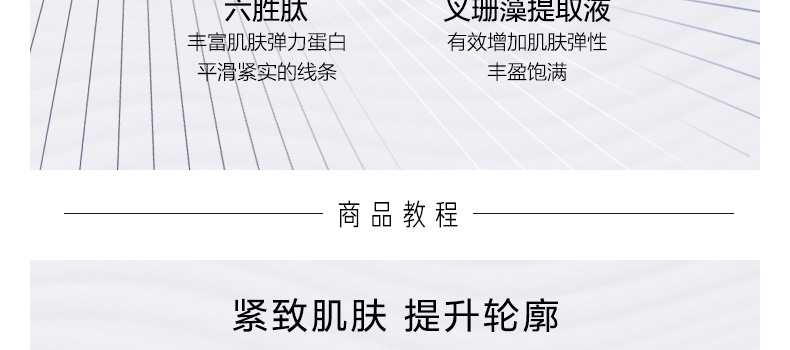 六胜肽
叉珊藻提取液
丰富肌肤弹力蛋白
有效增加肌肤弹性
平滑紧实的线条
丰盈饱满
商品教程
紧致肌肤 提升轮廓